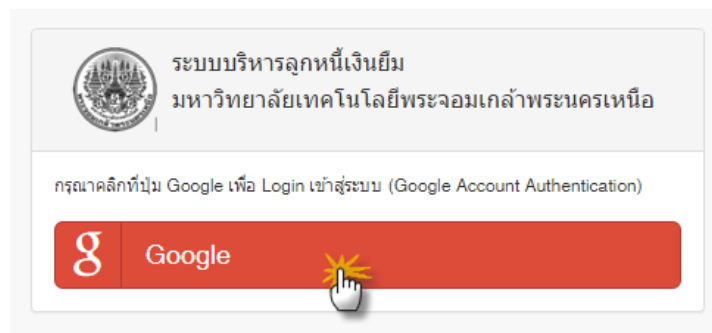 ระบบบริหารลูกหนี้เงินยืม
มหาวิทยาลัยเทคโนโลยีพระจอมเกล้าพระนครเหนือ
กรุณาคลิกที่ปุ่ม Google เพื่อ Login เข้าสู่ระบบ (Google Account Authentication)
g Google